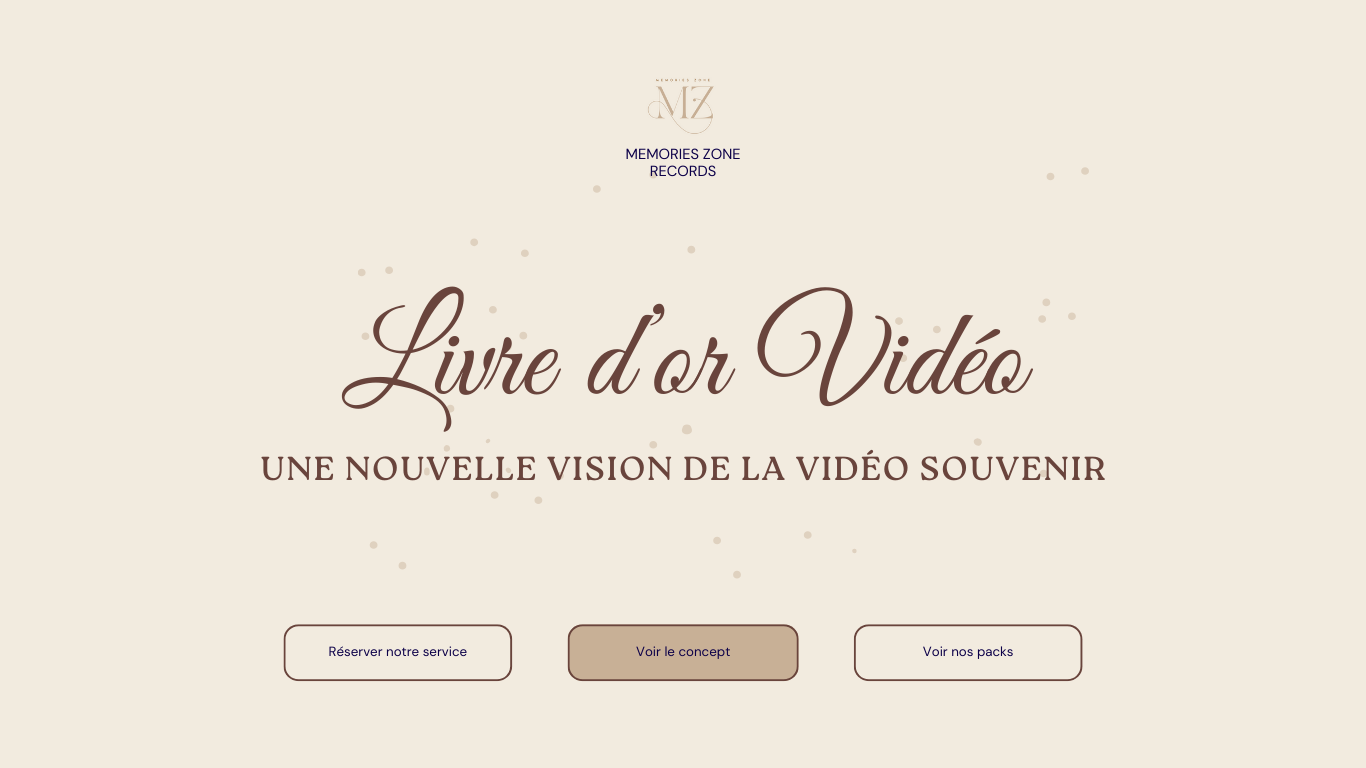 MEMORIES ZONE
MZ
MEMORIES ZONE
RECORDS
Livre d'or Vidéo
UNE NOUVELLE VISION DE LA VIDÉO SOUVENIR
Réserver notre service
Voir le concept
Voir nos packs